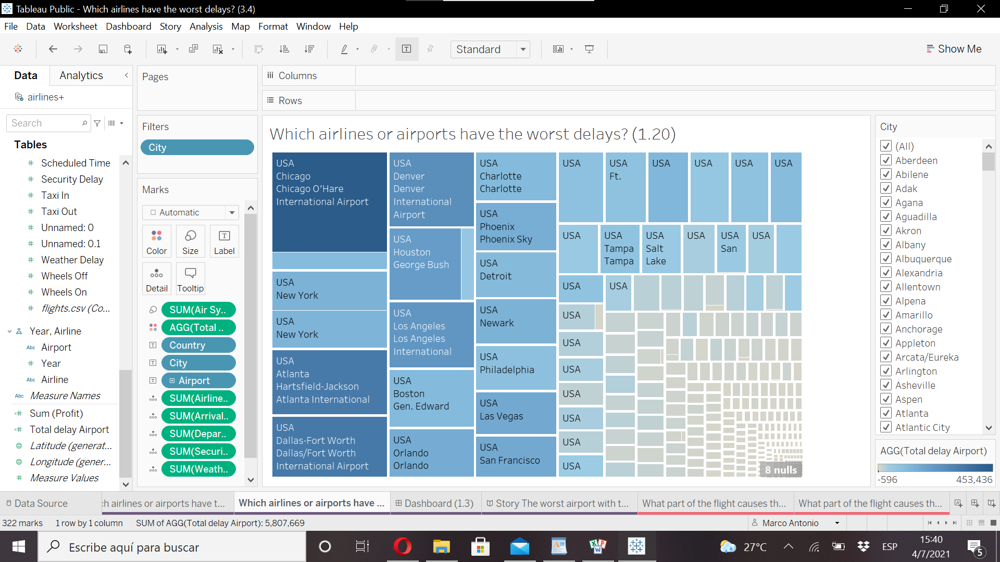 Tableau Public - Which airlines have the worst delays? (3.4)
File Data Worksheet Dashboard Story Analysis Map Format Window Help
Standard
Show Me
Data Analytics
airlines+
Search
Tables
Scheduled Time
Security Delay
Taxi In
Taxi Out
Unnamed: 0
Unnamed: 0.1
Weather Delay
Wheels Off
Wheels On
flights.csv (Co...
Year, Airline
Abc Airport
Year
Abc Airline
Abc Measure Names
Sum (Profit)
Total delay Airport
Latitude (generat...
Longitude (gener...
Measure Values
Pages
Filters
City
Marks
Automatic
Color Size Label
Detail Tooltip
SUM(Air Sy..
AGG(Total ..
Country
City
Airport
SUM(Airline..
SUM(Arrival..
SUM(Depar..
SUM(Securi..
SUM(Weath..
Columns
Rows
Which airlines or airports have the worst delays? (1.20)
USA
Chicago
Chicago O'Hare
International Airport
USA
New York
USA
New York
USA
Atlanta
Hartsfield-Jackson
Atlanta International
USA
Dallas-Fort Worth
Dallas/Fort Worth
International Airport
USA
Denver
Denver
International
Airport
USA
Houston
George Bush
USA
Los Angeles
Los Angeles
International
USA
Boston
Gen. Edward
USA
Orlando
Orlando
USA
Charlotte
Charlotte
USA
Phoenix
Phoenix Sky
USA
Detroit
USA
Newark
USA
Philadelphia
USA
Las Vegas
USA
San Francisco
USA
USA
Ft.
USA
USA
USA
USA
USA
USA
Tampa
Tampa
USA
Salt
Lake
USA
USA
San
USA
USA
USA
USA
USA
USA
USA
USA
USA
USA
8 nulls
City
(All)
Aberdeen
Abilene
Adak
Agana
Aguadilla
Akron
Albany
Albuquerque
Alexandria
Allentown
Alpena
Amarillo
Anchorage
Appleton
Arcata/Eureka
Arlington
Asheville
Aspen
Atlanta
Atlantic City
AGG(Total delay Airport)
-596 453,436
Data Source
ch airlines or airports have t...
Which airlines or airports have ...
Dashboard (1.3)
Story The worst airport with t...
What part of the flight causes th...
What part of the flight causes th...
322 marks 1 row by 1 column SUM of AGG(Total delay Airport): 5,807,669
Marco Antonio
Escribe aquí para buscar
27°C
ESP
15:40
4/7/2021
5